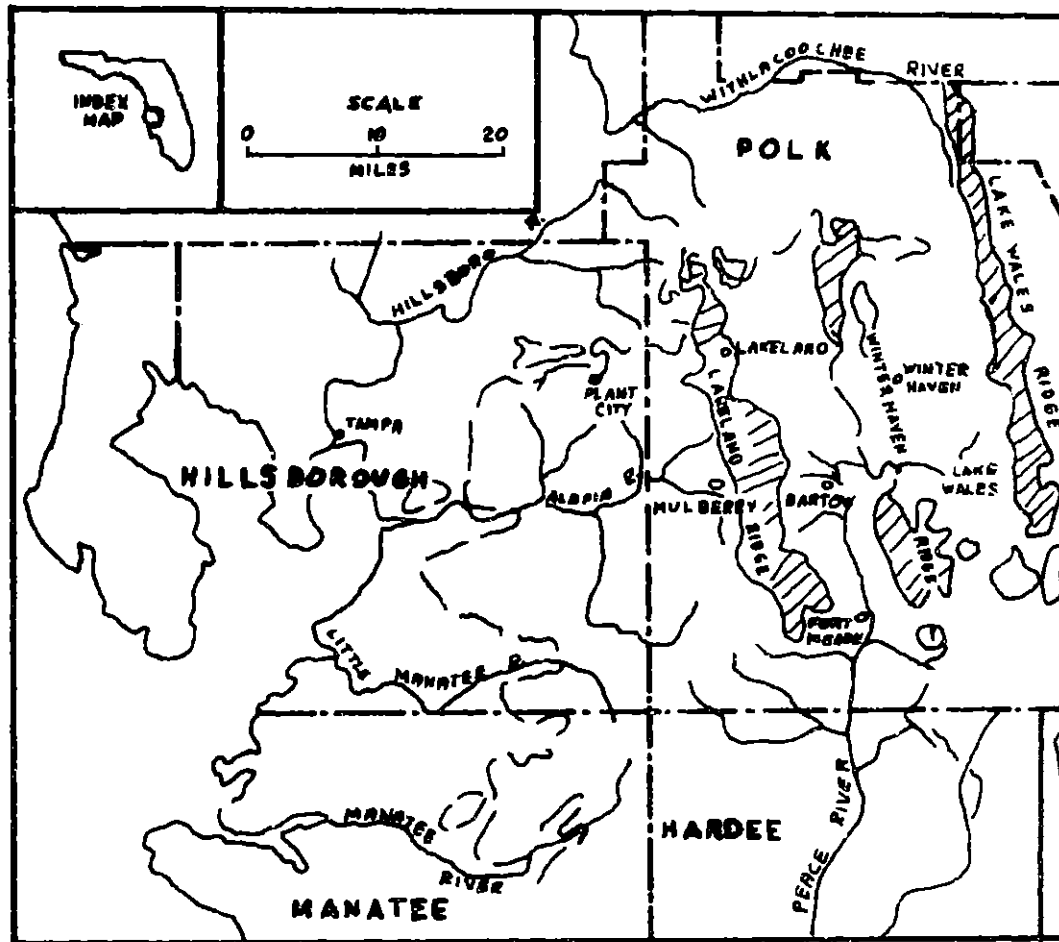 INDEX
MAP
SCALE
0 10 20
MILES
WITHLACOOCHEE RIVER
POLK
LAKE WALES RIDGE
HILLSBORO R.
LAKELAND
WINTER
HAVEN
PLANT
CITY
LAKELAND RIDGE
WINTER HAVEN RIDGE
TAMPA
HILLSBOROUGH
ALAFIA R.
MULBERRY
BARTOW
LAKE
WALES
FORT
MEADE
LITTLE MANATEE R.
MANATEE RIVER
HARDEE
PEACE RIVER
MANATEE